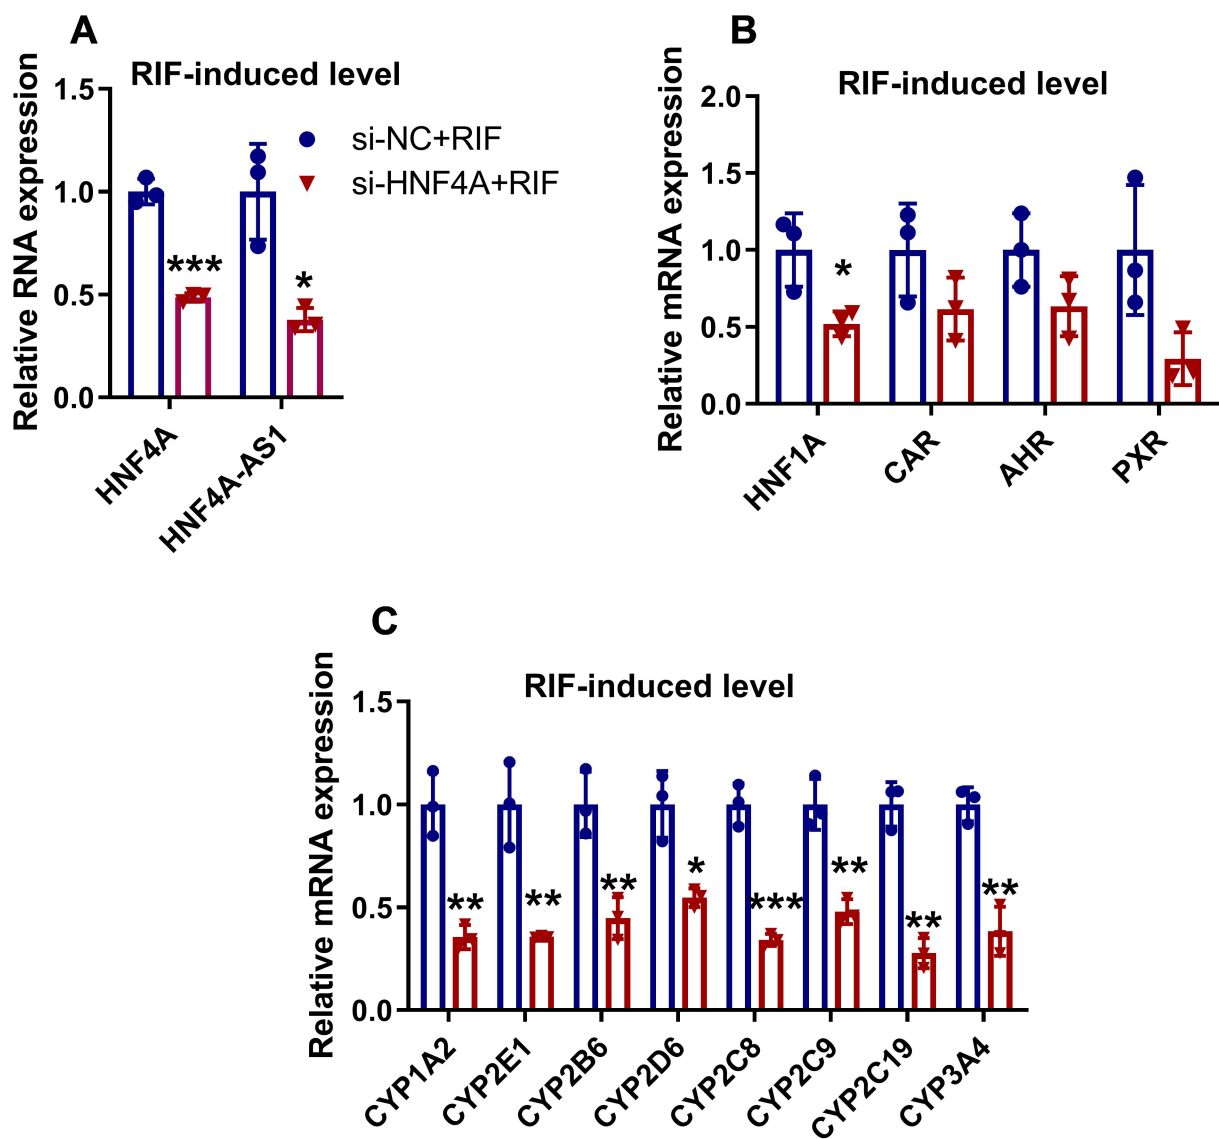 A
RIF-induced level
Relative RNA expression
1.5
1.0
0.5
0.0
si-NC+RIF
si-HNF4A+RIF
***
*
HNF4A
HNF4A-AS1
B
RIF-induced level
Relative mRNA expression
2.0
1.5
1.0
0.5
0.0
*
HNF1A
CAR
AHR
PXR
C
RIF-induced level
Relative mRNA expression
1.5
1.0
0.5
0.0
**
**
**
*
***
**
**
**
CYP1A2
CYP2E1
CYP2B6
CYP2D6
CYP2C8
CYP2C9
CYP2C19
CYP3A4